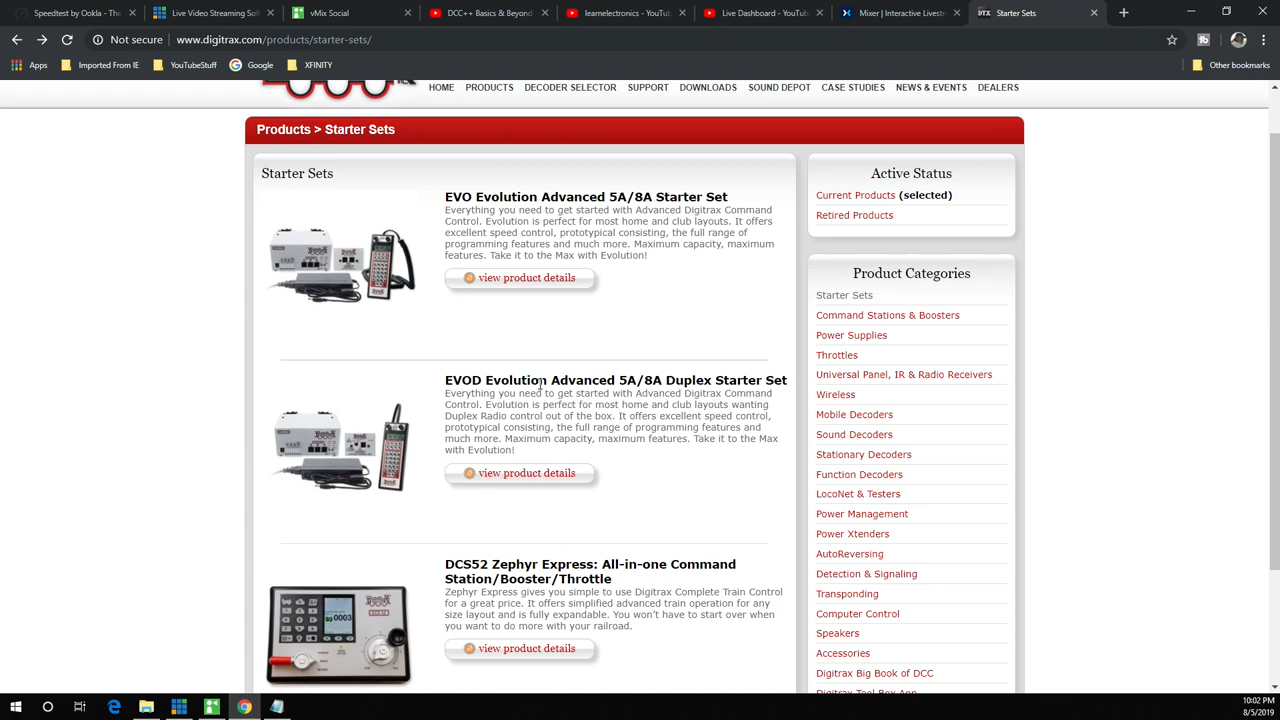 Speedtest by Ookla - The
Live Video Streaming Soft
vMix Social
DCC++ Basics & Beyond
learnelectronics - YouTub
Live Dashboard - YouTube
Mixer | Interactive Livestr
Starter Sets
Not secure
www.digitrax.com/products/starter-sets/
Apps
Imported From IE
YouTubeStuff
Google
XFINITY
Other bookmarks
HOME
PRODUCTS
DECODER SELECTOR
SUPPORT
DOWNLOADS
SOUND DEPOT
CASE STUDIES
NEWS & EVENTS
DEALERS
Products > Starter Sets
Starter Sets
EVO Evolution Advanced 5A/8A Starter Set
Everything you need to get started with Advanced Digitrax Command
Control. Evolution is perfect for most home and club layouts. It offers
excellent speed control, prototypical consisting, the full range of
programming features and much more. Maximum capacity, maximum
features. Take it to the Max with Evolution!
view product details
EVOD Evolution Advanced 5A/8A Duplex Starter Set
Everything you need to get started with Advanced Digitrax Command
Control. Evolution is perfect for most home and club layouts wanting
Duplex Radio control out of the box. It offers excellent speed control,
prototypical consisting, the full range of programming features and
much more. Maximum capacity, maximum features. Take it to the Max
with Evolution!
view product details
DCS52 Zephyr Express: All-in-one Command
Station/Booster/Throttle
Zephyr Express gives you simple to use Digitrax Complete Train Control
for a great price. It offers simplified advanced train operation for any
size layout and is fully expandable. You won't have to start over when
you want to do more with your railroad.
view product details
0003
Active Status
Current Products (selected)
Retired Products
Product Categories
Starter Sets
Command Stations & Boosters
Power Supplies
Throttles
Universal Panel, IR & Radio Receivers
Wireless
Mobile Decoders
Sound Decoders
Stationary Decoders
Function Decoders
LocoNet & Testers
Power Management
Power Xtenders
AutoReversing
Detection & Signaling
Transponding
Computer Control
Speakers
Accessories
Digitrax Big Book of DCC
Digitrax Tool Box App
10:02 PM
8/5/2019